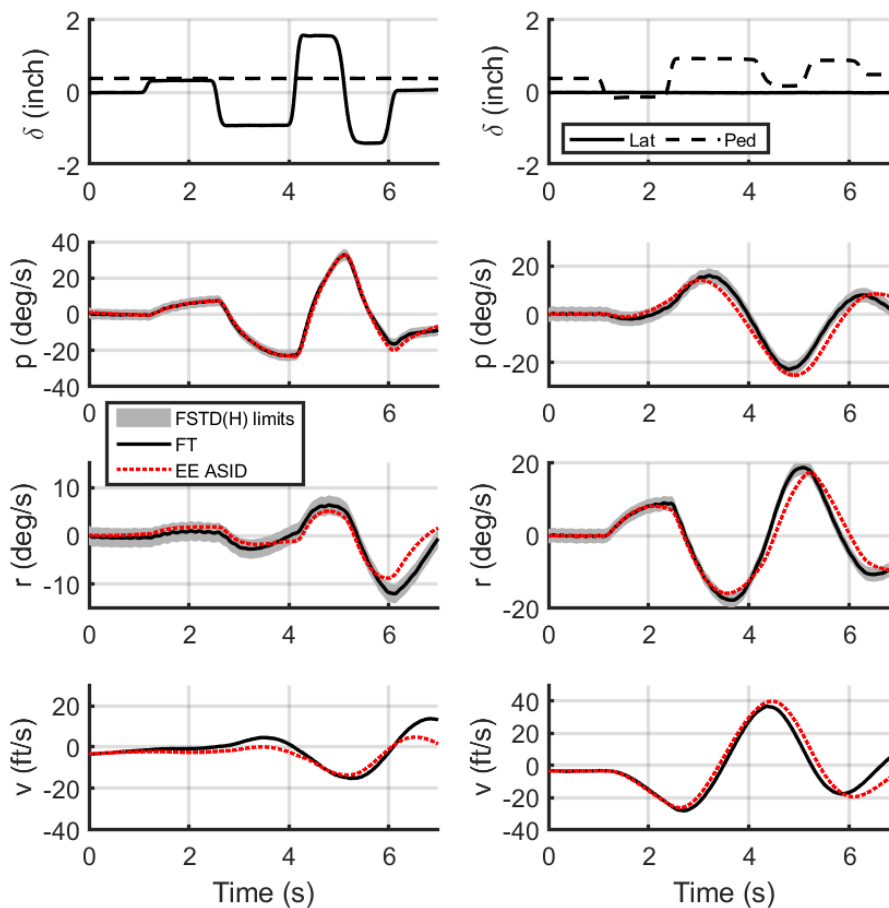 2
0
-2
δ (inch)
0 2 4 6
2
0
-2
δ (inch)
Lat Ped
0 2 4 6
40
20
0
-20
-40
p (deg/s)
0 2 4 6
20
0
-20
p (deg/s)
0 2 4 6
FSTD(H) limits
FT
EE ASID
10
0
-10
r (deg/s)
0 2 4 6
20
0
-20
r (deg/s)
0 2 4 6
20
0
-20
-40
v (ft/s)
0 2 4 6
Time (s)
40
20
0
-20
-40
v (ft/s)
0 2 4 6
Time (s)